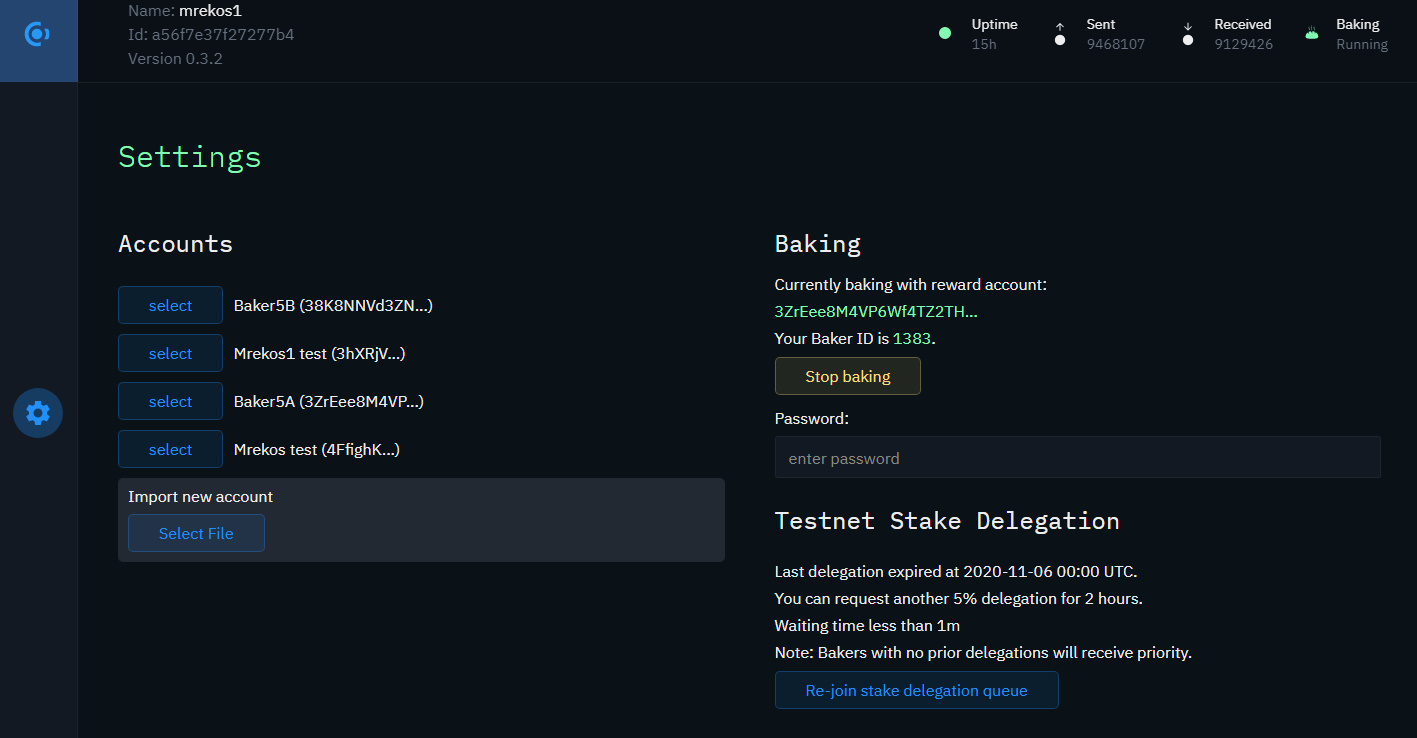 Name: mrekos1
Id: a56f7e37f27277b4
Version 0.3.2
Uptime
15h
Sent
9468107
Received
9129426
Baking
Running
Settings
Accounts
select Baker5B (38K8NNVd3ZN...)
select Mrekos1 test (3hXRjV...)
select Baker5A (3ZrEee8M4VP...)
select Mrekos test (4FfighK...)
Import new account
Select File
Baking
Currently baking with reward account:
3ZrEee8M4VP6Wf4TZ2TH...
Your Baker ID is 1383.
Stop baking
Password:
enter password
Testnet Stake Delegation
Last delegation expired at 2020-11-06 00:00 UTC.
You can request another 5% delegation for 2 hours.
Waiting time less than 1m
Note: Bakers with no prior delegations will receive priority.
Re-join stake delegation queue